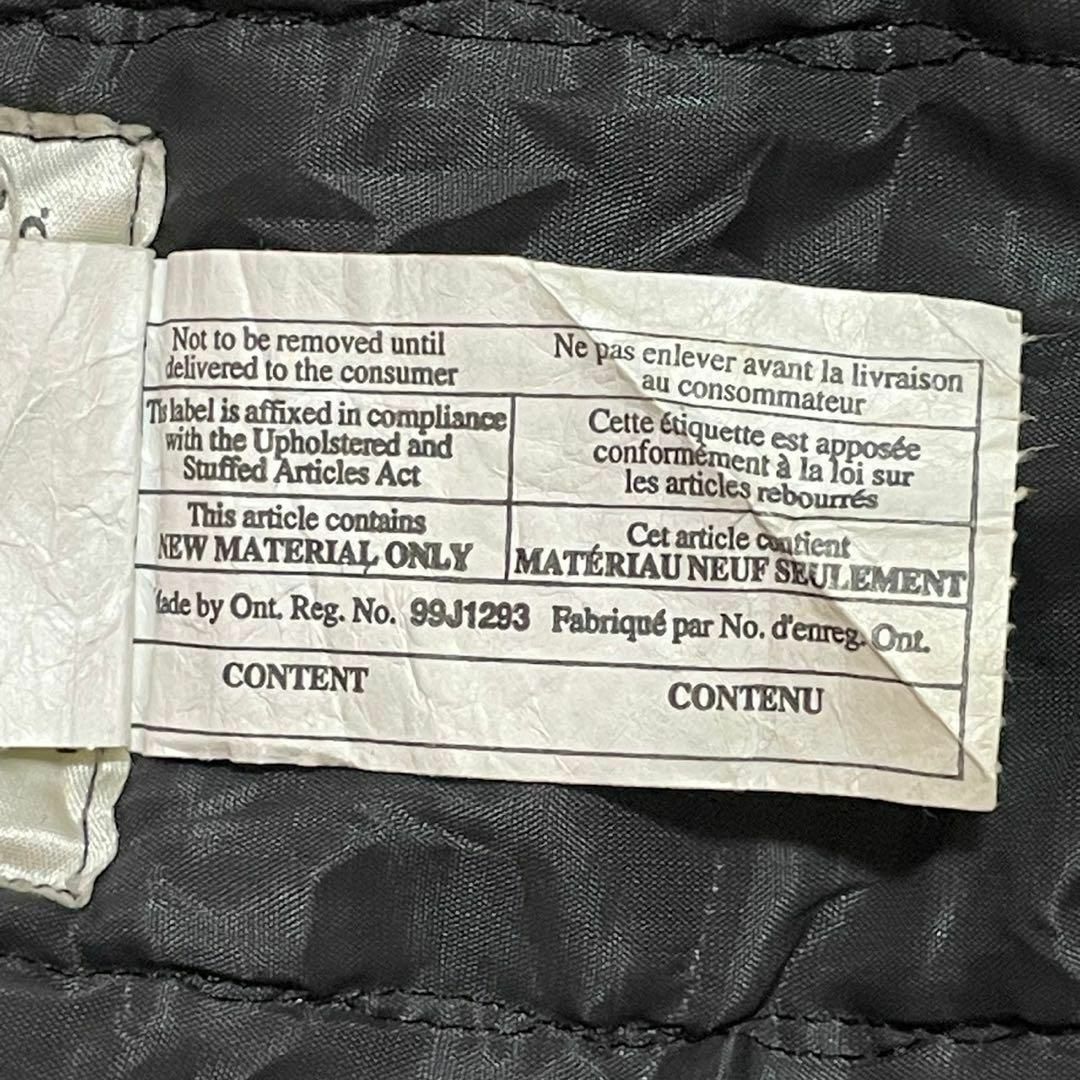 Not to be removed until
delivered to the consumer
Ne pas enlever avant la livraison
au consommateur
This label is affixed in compliance
with the Upholstered and
Stuffed Articles Act
Cette étiquette est apposée
conformément à la loi sur
les articles rebourrés
This article contains
NEW MATERIAL ONLY
Cet article contient
MATÉRIAU NEUF SEULEMENT
Made by Ont. Reg. No. 99J1293 Fabriqué par No. d'enreg. Ont.
CONTENT
CONTENU